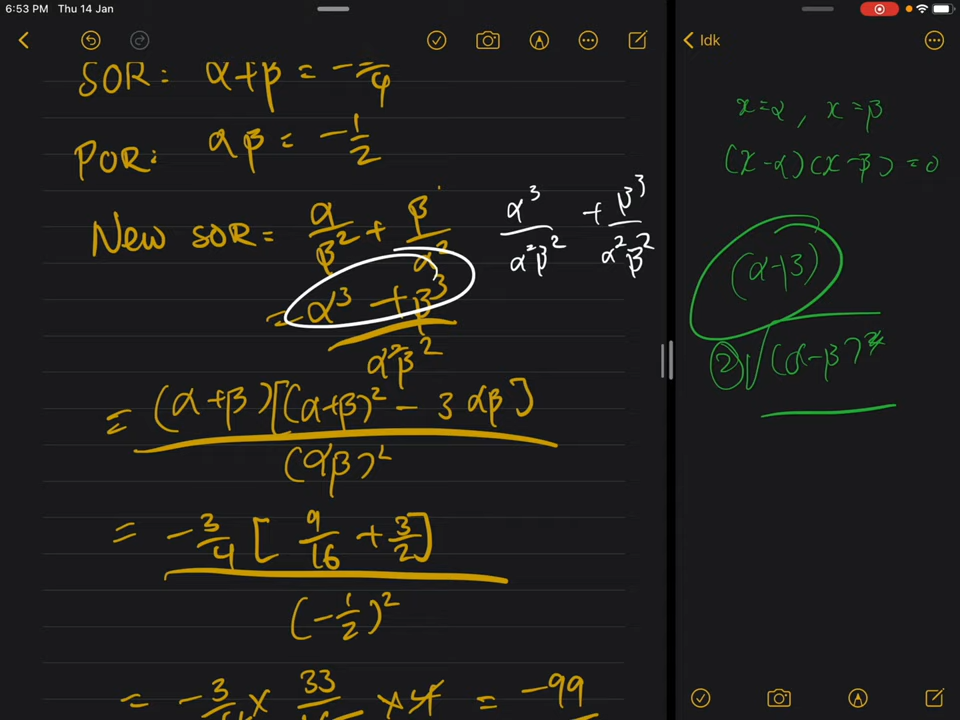 6:53 PM Thu 14 Jan
Idk
SOR: α+β = -3/4
POR: αβ = -1/2
New SOR = α/β² + β/α²
α³/α²β² + β³/α²β²
= α³ + β³ / α²β²
= (α+β)[(α+β)² - 3αβ] / (αβ)²
= -3/4 [ 9/16 + 3/2 ] / (-1/2)²
= -3/ × 33/16 × 4 = -99
x=α, x=β
(x-α)(x-β)=0
(α-β)
② √(α-β)²